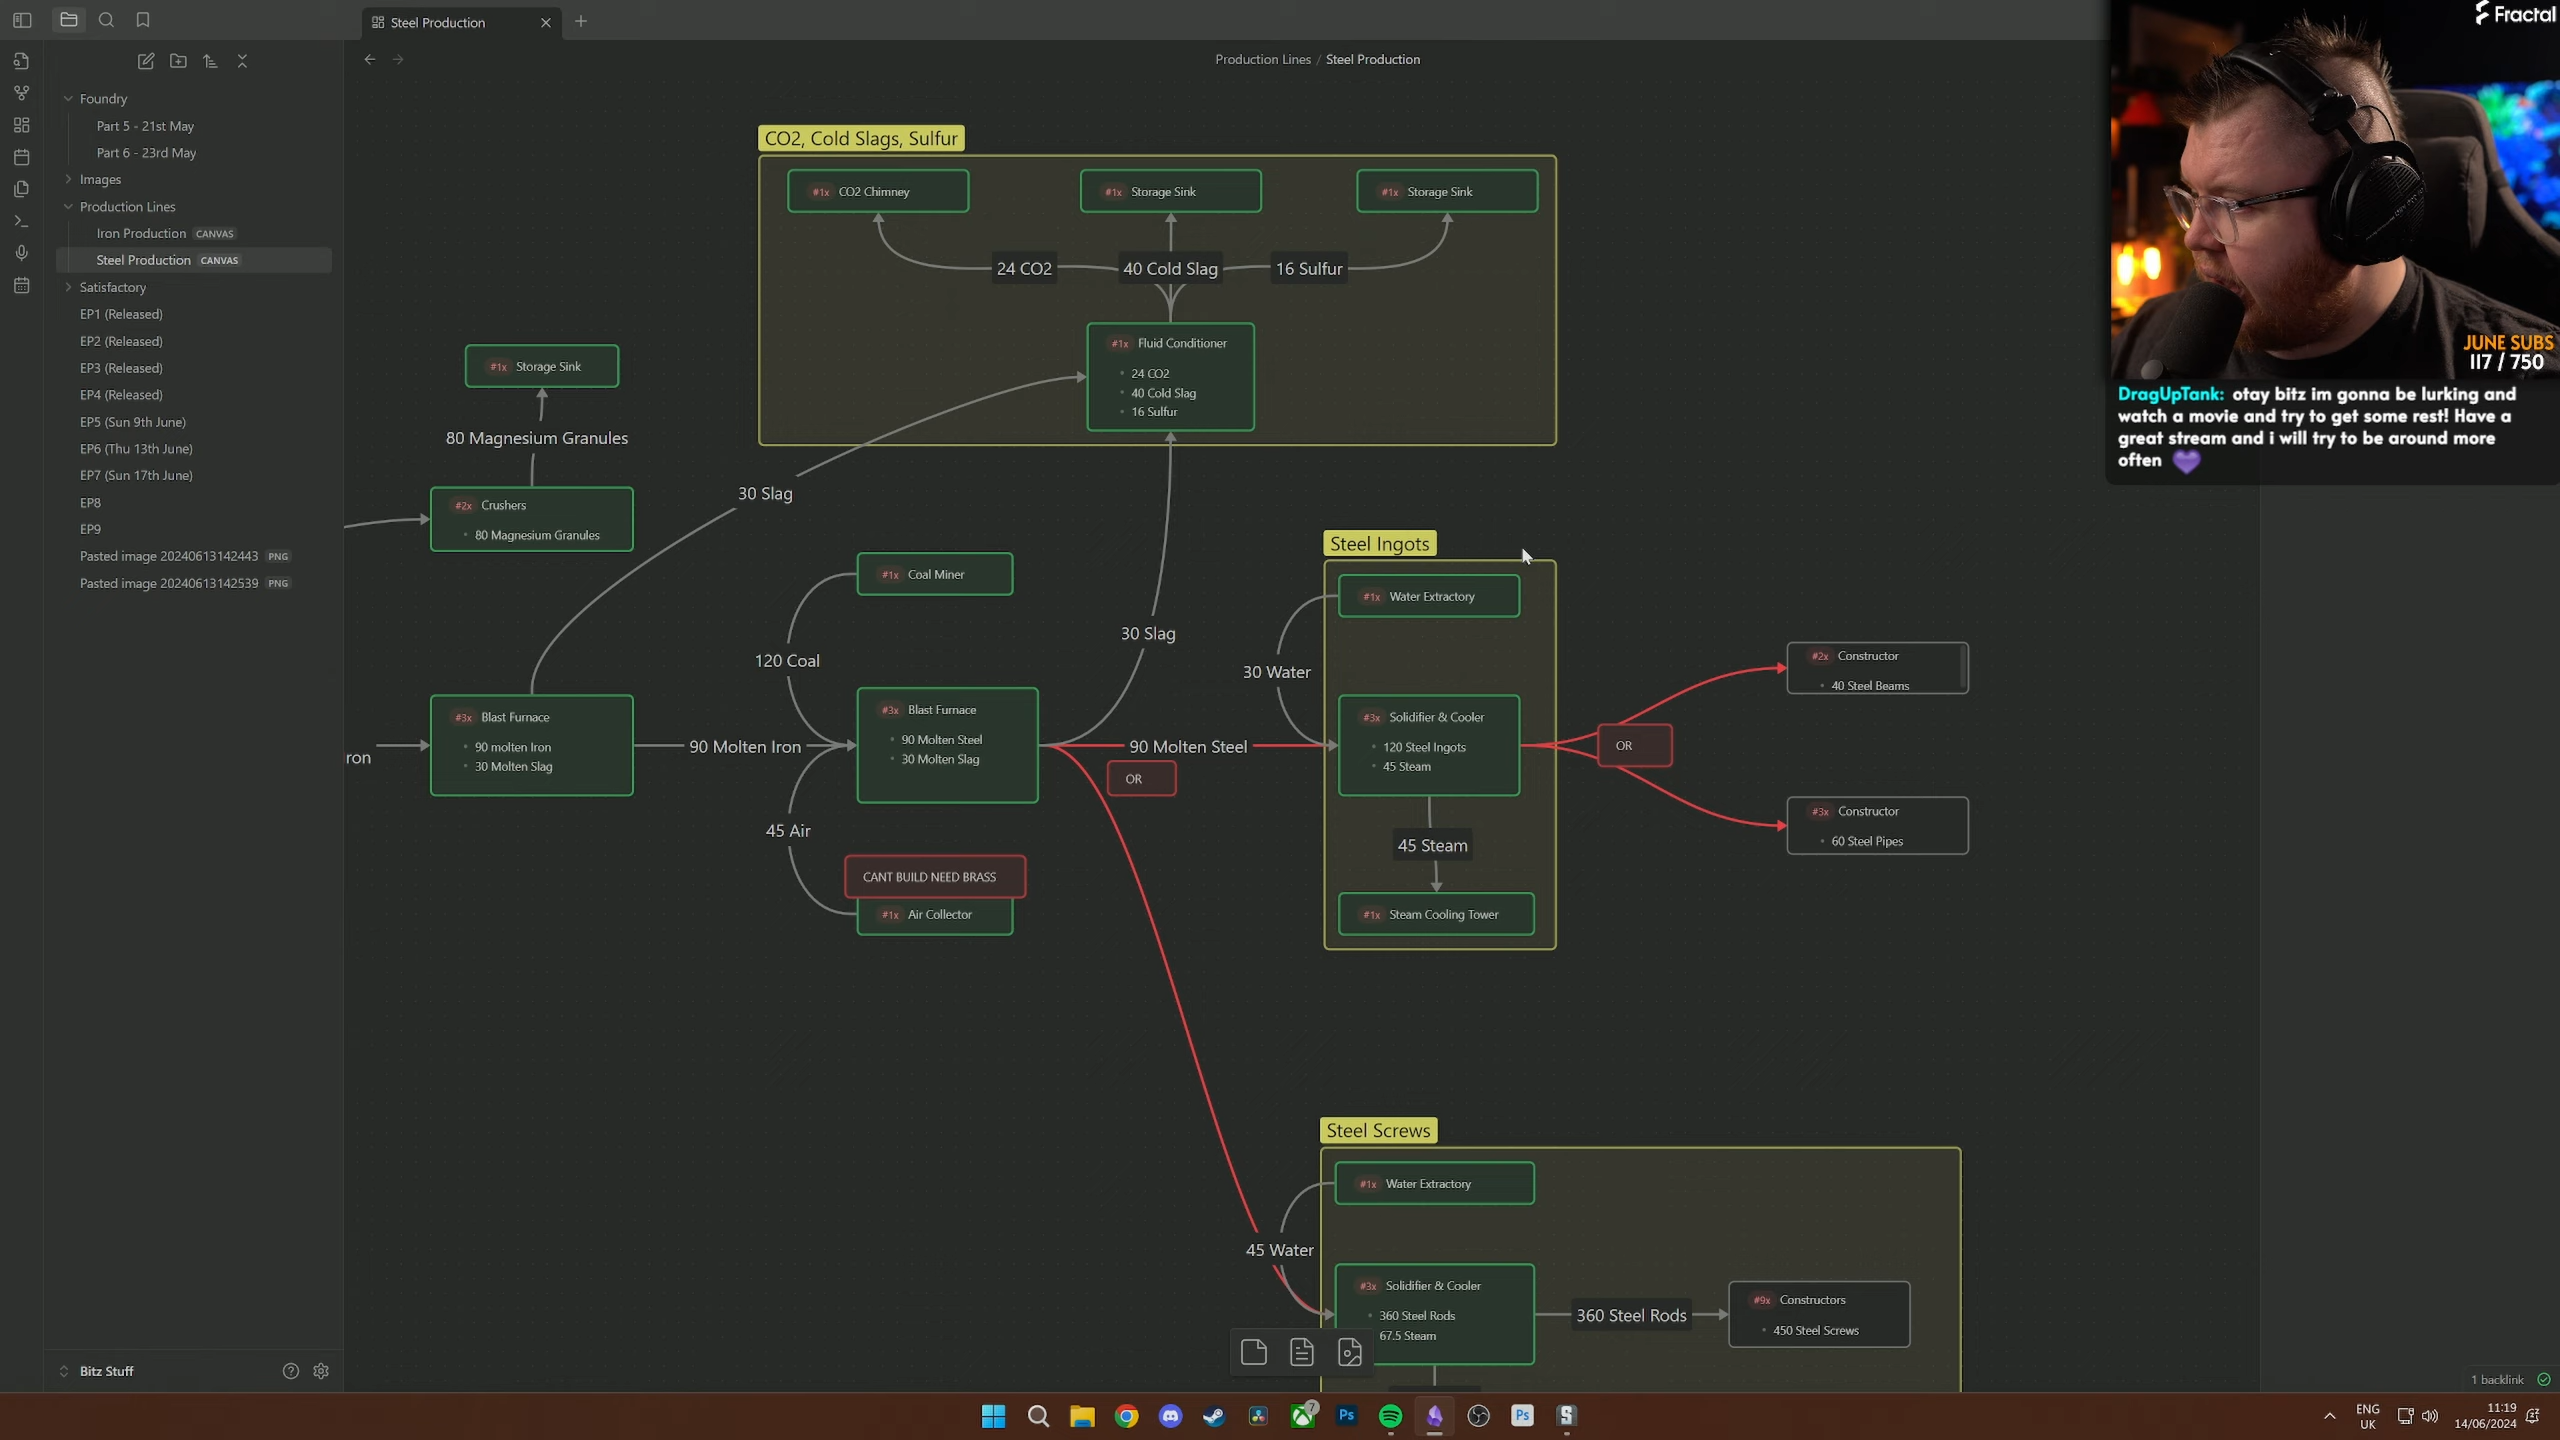 Steel Production
Production Lines / Steel Production
Foundry
Part 5 - 21st May
Part 6 - 23rd May
Images
Production Lines
Iron Production CANVAS
Steel Production CANVAS
Satisfactory
EP1 (Released)
EP2 (Released)
EP3 (Released)
EP4 (Released)
EP5 (Sun 9th June)
EP6 (Thu 13th June)
EP7 (Sun 17th June)
EP8
EP9
Pasted image 20240613142443 PNG
Pasted image 20240613142539 PNG
Bitz Stuff
CO2, Cold Slags, Sulfur
#1x CO2 Chimney
#1x Storage Sink
#1x Storage Sink
24 CO2
40 Cold Slag
16 Sulfur
#1x Fluid Conditioner
24 CO2
40 Cold Slag
16 Sulfur
#1x Storage Sink
80 Magnesium Granules
#2x Crushers
80 Magnesium Granules
30 Slag
30 Slag
#1x Coal Miner
120 Coal
ron
#3x Blast Furnace
90 molten Iron
30 Molten Slag
90 Molten Iron
#3x Blast Furnace
90 Molten Steel
30 Molten Slag
45 Air
CANT BUILD NEED BRASS
#1x Air Collector
90 Molten Steel
OR
Steel Ingots
#1x Water Extractory
30 Water
#3x Solidifier & Cooler
120 Steel Ingots
45 Steam
45 Steam
#1x Steam Cooling Tower
OR
#2x Constructor
40 Steel Beams
#3x Constructor
60 Steel Pipes
Steel Screws
#1x Water Extractory
45 Water
#3x Solidifier & Cooler
360 Steel Rods
67.5 Steam
360 Steel Rods
#9x Constructors
450 Steel Screws
Fractal
JUNE SUBS
117 / 750
DragUpTank: otay bitz im gonna be lurking and
watch a movie and try to get some rest! Have a
great stream and i will try to be around more
often
1 backlink
7
Ps
Ps
ENG
UK
11:19
14/06/2024